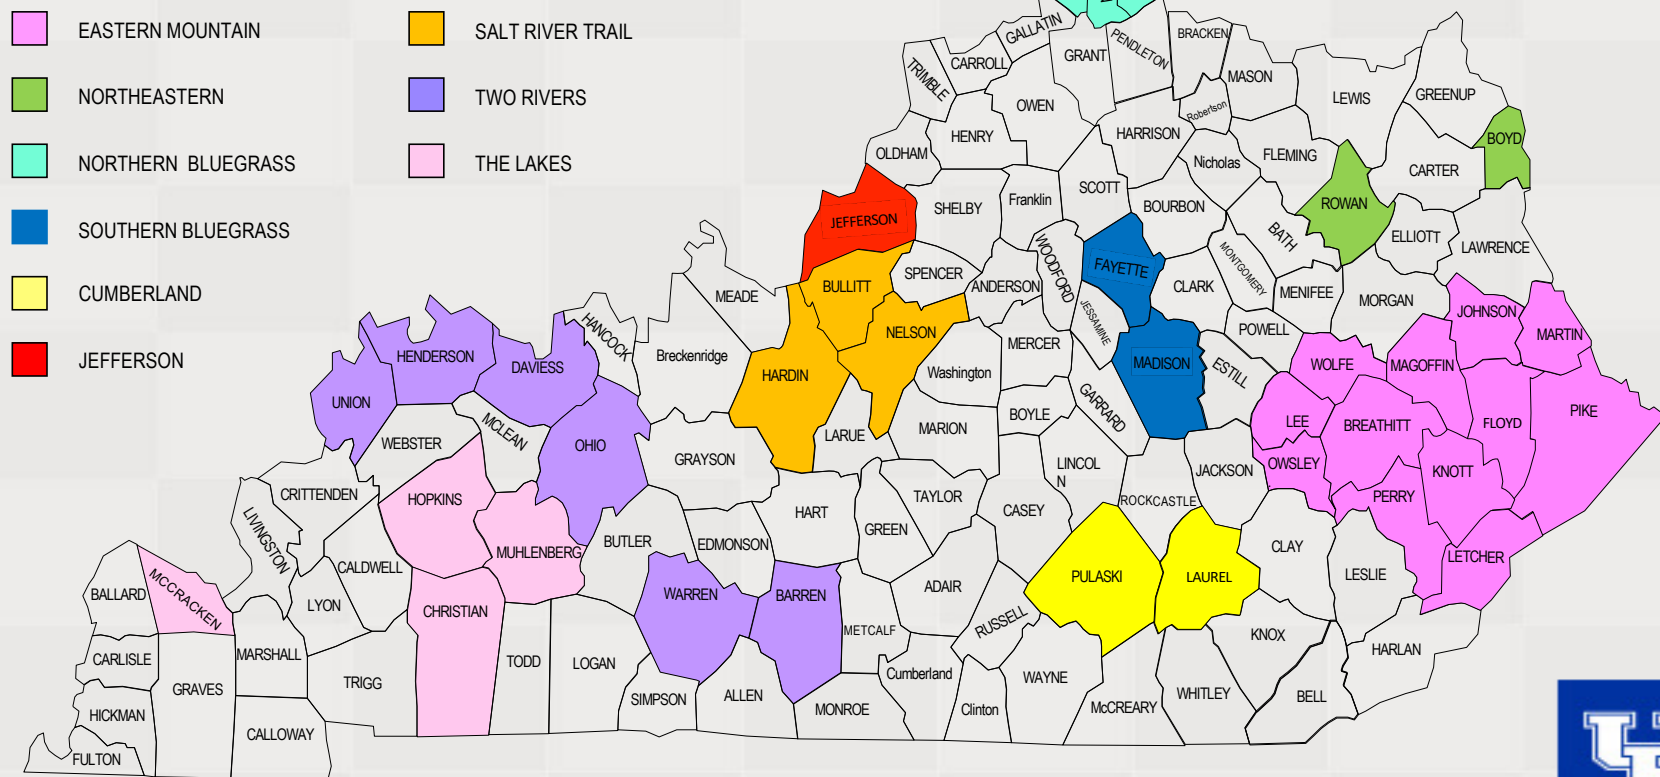 EASTERN MOUNTAIN
NORTHEASTERN
NORTHERN BLUEGRASS
SOUTHERN BLUEGRASS
CUMBERLAND
JEFFERSON
SALT RIVER TRAIL
TWO RIVERS
THE LAKES
GALLATIN
CARROLL
TRIMBLE
GRANT
PENDLETON
BRACKEN
MASON
Robertson
OWEN
HENRY
OLDHAM
HARRISON
LEWIS
GREENUP
BOYD
CARTER
FLEMING
Nicholas
ROWAN
ELLIOTT
LAWRENCE
JEFFERSON
SHELBY
Franklin
SCOTT
BOURBON
BATH
MONTGOMERY
MENIFEE
MORGAN
BULLITT
SPENCER
ANDERSON
WOODFORD
FAYETTE
CLARK
JESSAMINE
POWELL
JOHNSON
MARTIN
MEADE
HANCOCK
Breckenridge
NELSON
MERCER
MADISON
ESTILL
WOLFE
MAGOFFIN
HARDIN
Washington
BOYLE
GARRARD
LEE
BREATHITT
FLOYD
PIKE
HENDERSON
DAVIESS
UNION
WEBSTER
MCLEAN
OHIO
GRAYSON
LARUE
MARION
LINCOL
N
JACKSON
OWSLEY
KNOTT
PERRY
CRITTENDEN
HOPKINS
MUHLENBERG
BUTLER
EDMONSON
HART
GREEN
TAYLOR
CASEY
ROCKCASTLE
CLAY
LESLIE
LETCHER
LIVINGSTON
CALDWELL
LYON
CHRISTIAN
WARREN
BARREN
METCALF
ADAIR
RUSSELL
PULASKI
LAUREL
KNOX
HARLAN
BALLARD
MCCRACKEN
CARLISLE
GRAVES
MARSHALL
TRIGG
TODD
LOGAN
SIMPSON
ALLEN
MONROE
Cumberland
Clinton
WAYNE
McCREARY
WHITLEY
BELL
HICKMAN
FULTON
CALLOWAY